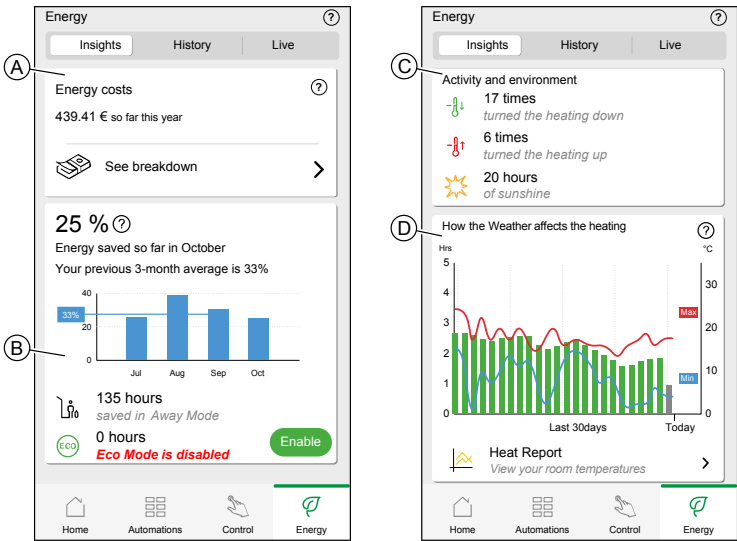 Energy
?
Insights
History
Live
A
Energy costs
?
439.41 € so far this year
See breakdown
25 % ?
Energy saved so far in October
Your previous 3-month average is 33%
40
33%
20
0
Jul
Aug
Sep
Oct
B
135 hours
saved in Away Mode
ECO
0 hours
Eco Mode is disabled
Enable
Home
Automations
Control
Energy
Energy
?
Insights
History
Live
C
Activity and environment
17 times
turned the heating down
6 times
turned the heating up
20 hours
of sunshine
D
How the Weather affects the heating
?
Hrs
°C
5
4
3
2
1
0
30
20
10
0
Max
Min
Last 30days
Today
Heat Report
View your room temperatures
Home
Automations
Control
Energy